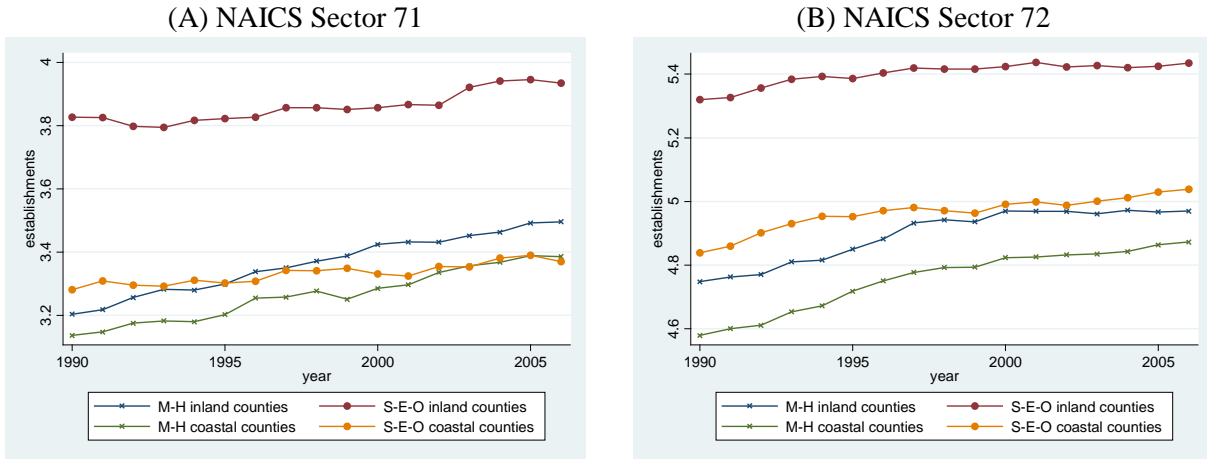 (A) NAICS Sector 71
establishments
4
3.8
3.6
3.4
3.2
1990 1995 2000 2005
year
M-H inland counties S-E-O inland counties
M-H coastal counties S-E-O coastal counties
(B) NAICS Sector 72
establishments
5.4
5.2
5
4.8
4.6
1990 1995 2000 2005
year
M-H inland counties S-E-O inland counties
M-H coastal counties S-E-O coastal counties